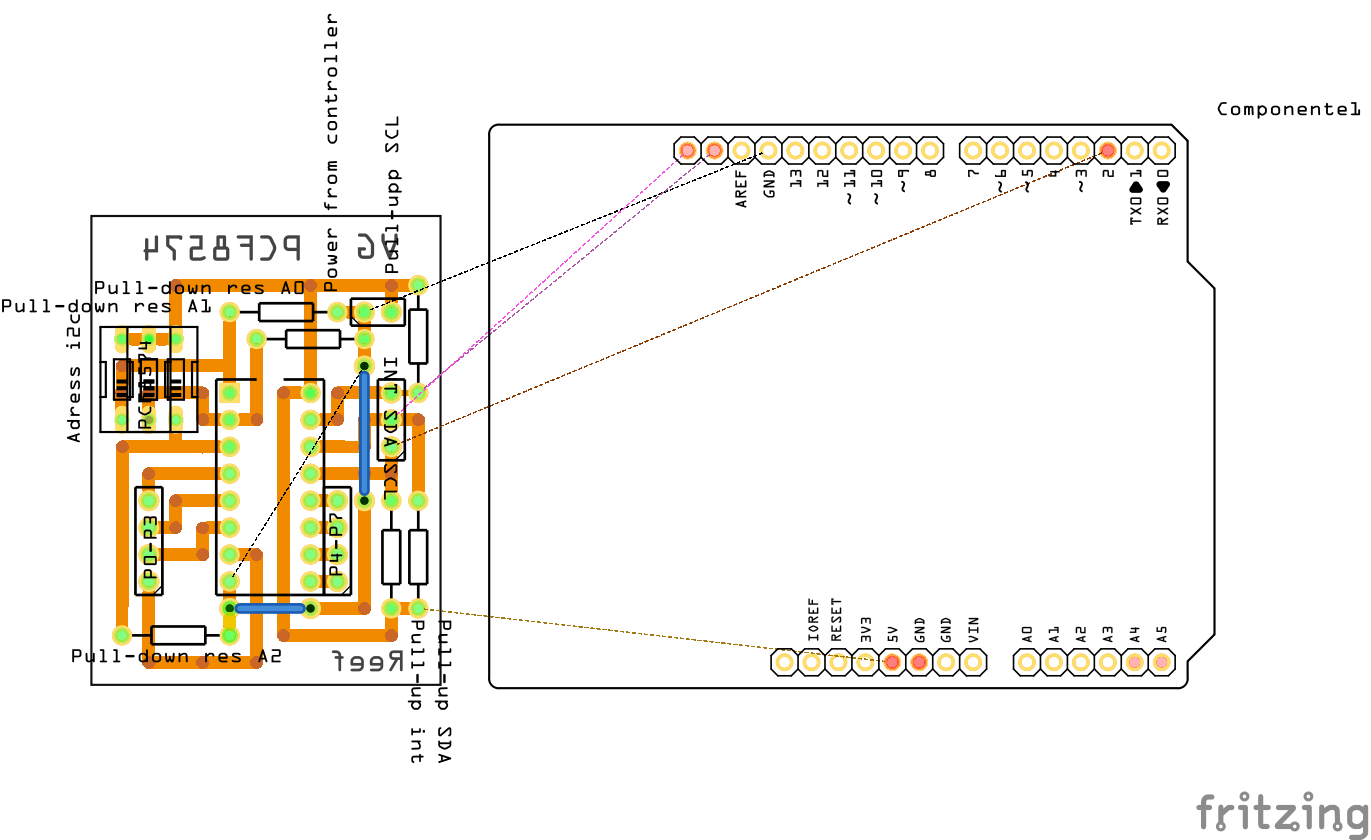 Power from controller
Pull-upp SCL
Componente1
AREF
GND
13
12
~11
~10
~9
8
7
~6
~5
4
~3
2
TX0▶1
RX0◀0
PCF8574
VG
Pull-down res A0
Pull-down res A1
Adress i2c
PCF8574
INT SDA SCL
P0-P3
P4-P7
Pull-down res A2
Reef
Pull-up int
Pull-up SDA
IOREF
RESET
3V3
5V
GND
GND
VIN
A0
A1
A2
A3
A4
A5
fritzing